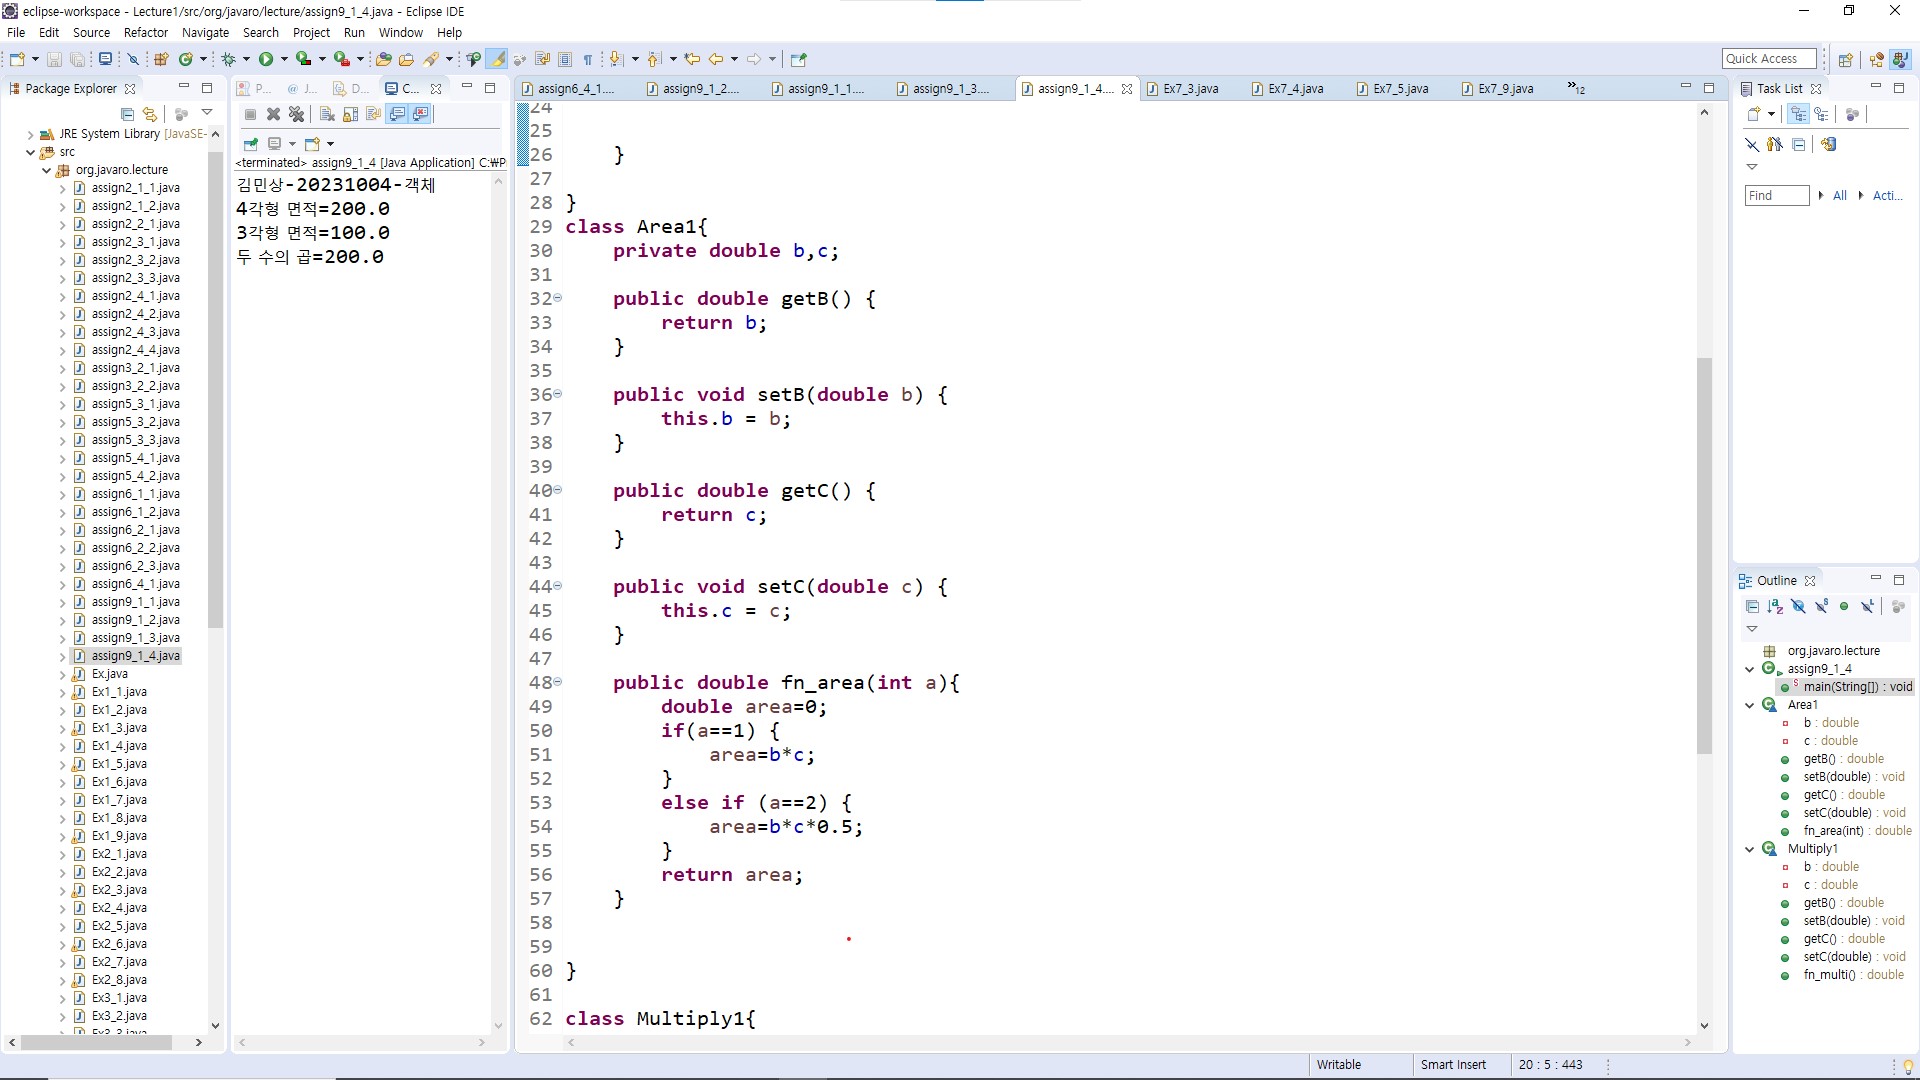 eclipse-workspace - Lecture1/src/org/javaro/lecture/assign9_1_4.java - Eclipse IDE
File Edit Source Refactor Navigate Search Project Run Window Help
Quick Access
Package Explorer
JRE System Library [JavaSE-
src
org.javaro.lecture
assign2_1_1.java
assign2_1_2.java
assign2_2_1.java
assign2_3_1.java
assign2_3_2.java
assign2_3_3.java
assign2_4_1.java
assign2_4_2.java
assign2_4_3.java
assign2_4_4.java
assign3_2_1.java
assign3_2_2.java
assign5_3_1.java
assign5_3_2.java
assign5_3_3.java
assign5_4_1.java
assign5_4_2.java
assign6_1_1.java
assign6_1_2.java
assign6_2_1.java
assign6_2_2.java
assign6_2_3.java
assign6_4_1.java
assign9_1_1.java
assign9_1_2.java
assign9_1_3.java
assign9_1_4.java
Ex.java
Ex1_1.java
Ex1_2.java
Ex1_3.java
Ex1_4.java
Ex1_5.java
Ex1_6.java
Ex1_7.java
Ex1_8.java
Ex1_9.java
Ex2_1.java
Ex2_2.java
Ex2_3.java
Ex2_4.java
Ex2_5.java
Ex2_6.java
Ex2_7.java
Ex2_8.java
Ex3_1.java
Ex3_2.java
P... @ J... D... C...
<terminated> assign9_1_4 [Java Application] C:₩P
김민상-20231004-객체
4각형 면적=200.0
3각형 면적=100.0
두 수의 곱=200.0
assign6_4_1.... assign9_1_2.... assign9_1_1.... assign9_1_3.... assign9_1_4.... Ex7_3.java Ex7_4.java Ex7_5.java Ex7_9.java »12
24
25
26 }
27
28 }
29 class Area1{
30 private double b,c;
31
32 public double getB() {
33 return b;
34 }
35
36 public void setB(double b) {
37 this.b = b;
38 }
39
40 public double getC() {
41 return c;
42 }
43
44 public void setC(double c) {
45 this.c = c;
46 }
47
48 public double fn_area(int a){
49 double area=0;
50 if(a==1) {
51 area=b*c;
52 }
53 else if (a==2) {
54 area=b*c*0.5;
55 }
56 return area;
57 }
58
59
60 }
61
62 class Multiply1{
Task List
Find All Acti...
Outline
org.javaro.lecture
assign9_1_4
main(String[]) : void
Area1
b : double
c : double
getB() : double
setB(double) : void
getC() : double
setC(double) : void
fn_area(int) : double
Multiply1
b : double
c : double
getB() : double
setB(double) : void
getC() : double
setC(double) : void
fn_multi() : double
Writable Smart Insert 20 : 5 : 443